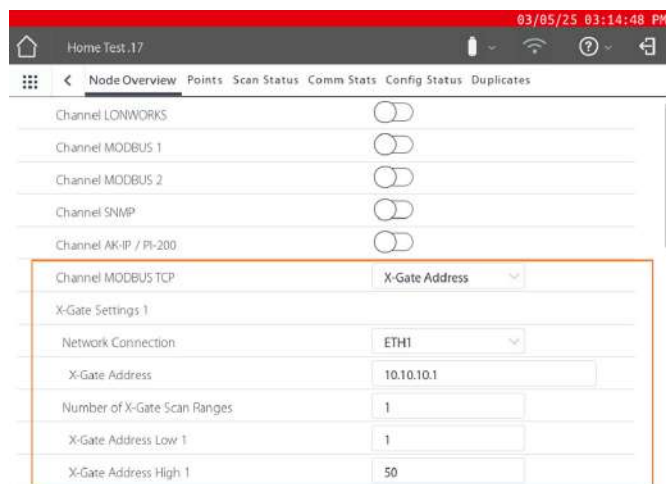 03/05/25 03:14:48 PM
Home Test .17
Node Overview Points Scan Status Comm Stats Config Status Duplicates
Channel LONWORKS
Channel MODBUS 1
Channel MODBUS 2
Channel SNMP
Channel AK-IP / PI-200
Channel MODBUS TCP X-Gate Address
X-Gate Settings 1
Network Connection ETH1
X-Gate Address 10.10.10.1
Number of X-Gate Scan Ranges 1
X-Gate Address Low 1 1
X-Gate Address High 1 50